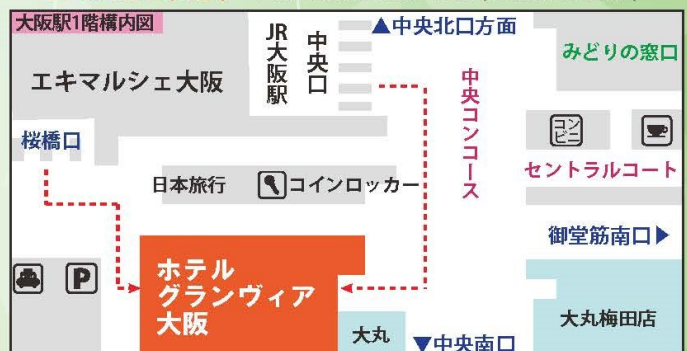 大阪駅1階構内図
▲中央北口方面
JR大阪駅
中央口
みどりの窓口
エキマルシェ大阪
中央コンコース
コンビニ
桜橋口
セントラルコート
日本旅行
コインロッカー
御堂筋南口▶
P
ホテル
グランヴィア
大阪
大丸
▼中央南口
大丸梅田店